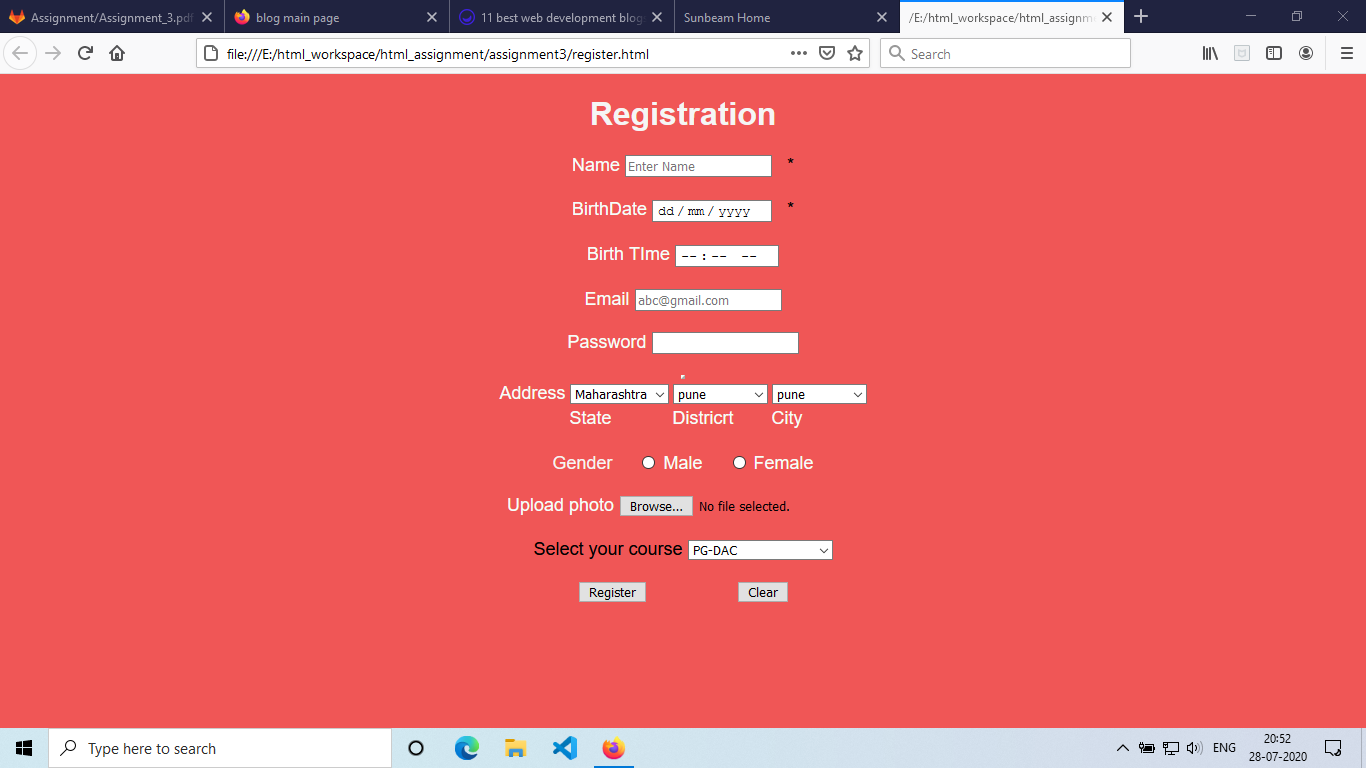 Assignment/Assignment_3.pdf
blog main page
11 best web development blog
Sunbeam Home
/E:/html_workspace/html_assignm
file:///E:/html_workspace/html_assignment/assignment3/register.html
Search
Registration
Name Enter Name *
BirthDate dd / mm / yyyy *
Birth TIme -- : -- --
Email abc@gmail.com
Password
Address Maharashtra pune pune
State Districrt City
Gender Male Female
Upload photo Browse... No file selected.
Select your course PG-DAC
Register Clear
Type here to search
ENG
20:52
28-07-2020